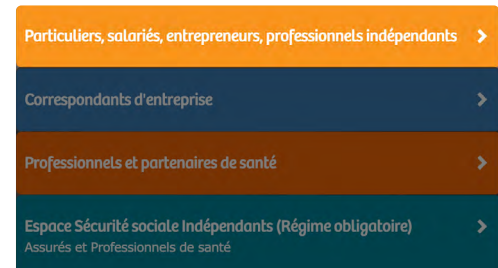 Particuliers, salariés, entrepreneurs, professionnels indépendants
Correspondants d'entreprise
Professionnels et partenaires de santé
Espace Sécurité sociale Indépendants (Régime obligatoire)
Assurés et Professionnels de santé